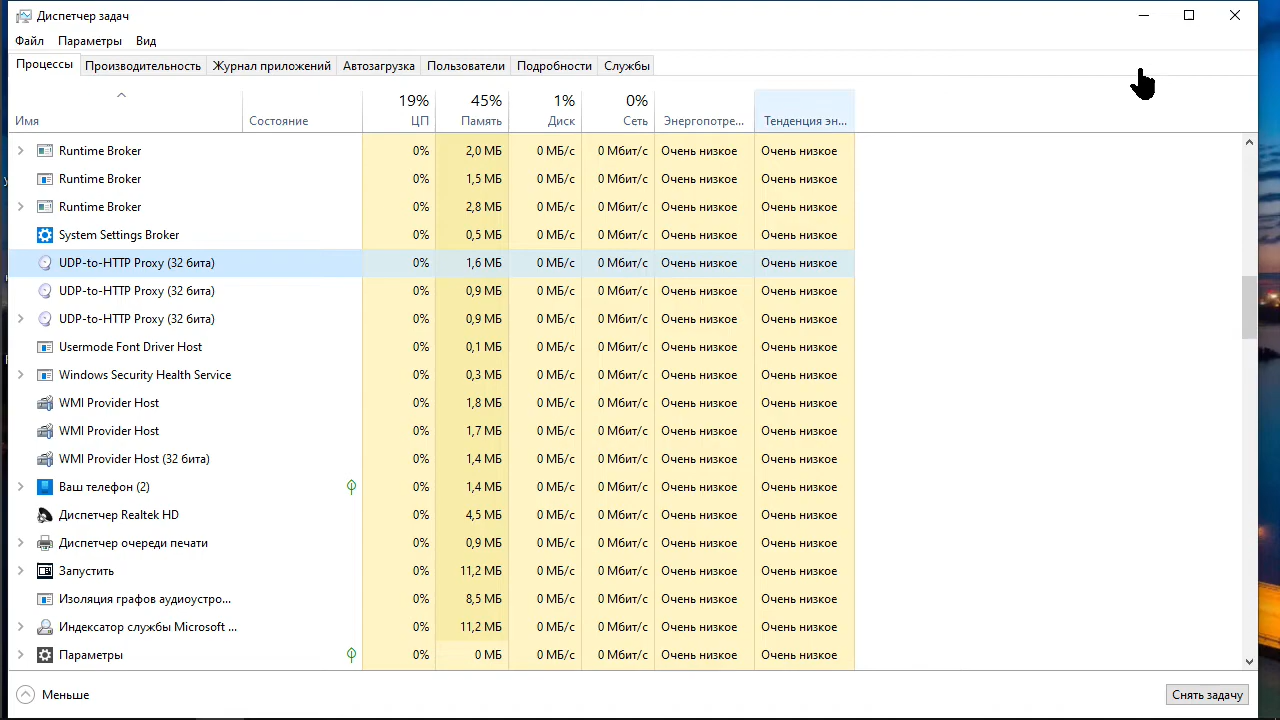 Диспетчер задач
Файл Параметры Вид
Процессы Производительность Журнал приложений Автозагрузка Пользователи Подробности Службы
19% 45% 1% 0%
Имя Состояние ЦП Память Диск Сеть Энергопотре... Тенденция эн...
Runtime Broker 0% 2,0 МБ 0 МБ/с 0 Мбит/с Очень низкое Очень низкое
Runtime Broker 0% 1,5 МБ 0 МБ/с 0 Мбит/с Очень низкое Очень низкое
Runtime Broker 0% 2,8 МБ 0 МБ/с 0 Мбит/с Очень низкое Очень низкое
System Settings Broker 0% 0,5 МБ 0 МБ/с 0 Мбит/с Очень низкое Очень низкое
UDP-to-HTTP Proxy (32 бита) 0% 1,6 МБ 0 МБ/с 0 Мбит/с Очень низкое Очень низкое
UDP-to-HTTP Proxy (32 бита) 0% 0,9 МБ 0 МБ/с 0 Мбит/с Очень низкое Очень низкое
UDP-to-HTTP Proxy (32 бита) 0% 0,9 МБ 0 МБ/с 0 Мбит/с Очень низкое Очень низкое
Usermode Font Driver Host 0% 0,1 МБ 0 МБ/с 0 Мбит/с Очень низкое Очень низкое
Windows Security Health Service 0% 0,3 МБ 0 МБ/с 0 Мбит/с Очень низкое Очень низкое
WMI Provider Host 0% 1,8 МБ 0 МБ/с 0 Мбит/с Очень низкое Очень низкое
WMI Provider Host 0% 1,7 МБ 0 МБ/с 0 Мбит/с Очень низкое Очень низкое
WMI Provider Host (32 бита) 0% 1,4 МБ 0 МБ/с 0 Мбит/с Очень низкое Очень низкое
Ваш телефон (2) 0% 1,4 МБ 0 МБ/с 0 Мбит/с Очень низкое Очень низкое
Диспетчер Realtek HD 0% 4,5 МБ 0 МБ/с 0 Мбит/с Очень низкое Очень низкое
Диспетчер очереди печати 0% 0,9 МБ 0 МБ/с 0 Мбит/с Очень низкое Очень низкое
Запустить 0% 11,2 МБ 0 МБ/с 0 Мбит/с Очень низкое Очень низкое
Изоляция графов аудиоустро... 0% 8,5 МБ 0 МБ/с 0 Мбит/с Очень низкое Очень низкое
Индексатор службы Microsoft ... 0% 11,2 МБ 0 МБ/с 0 Мбит/с Очень низкое Очень низкое
Параметры 0% 0 МБ 0 МБ/с 0 Мбит/с Очень низкое Очень низкое
Меньше Снять задачу